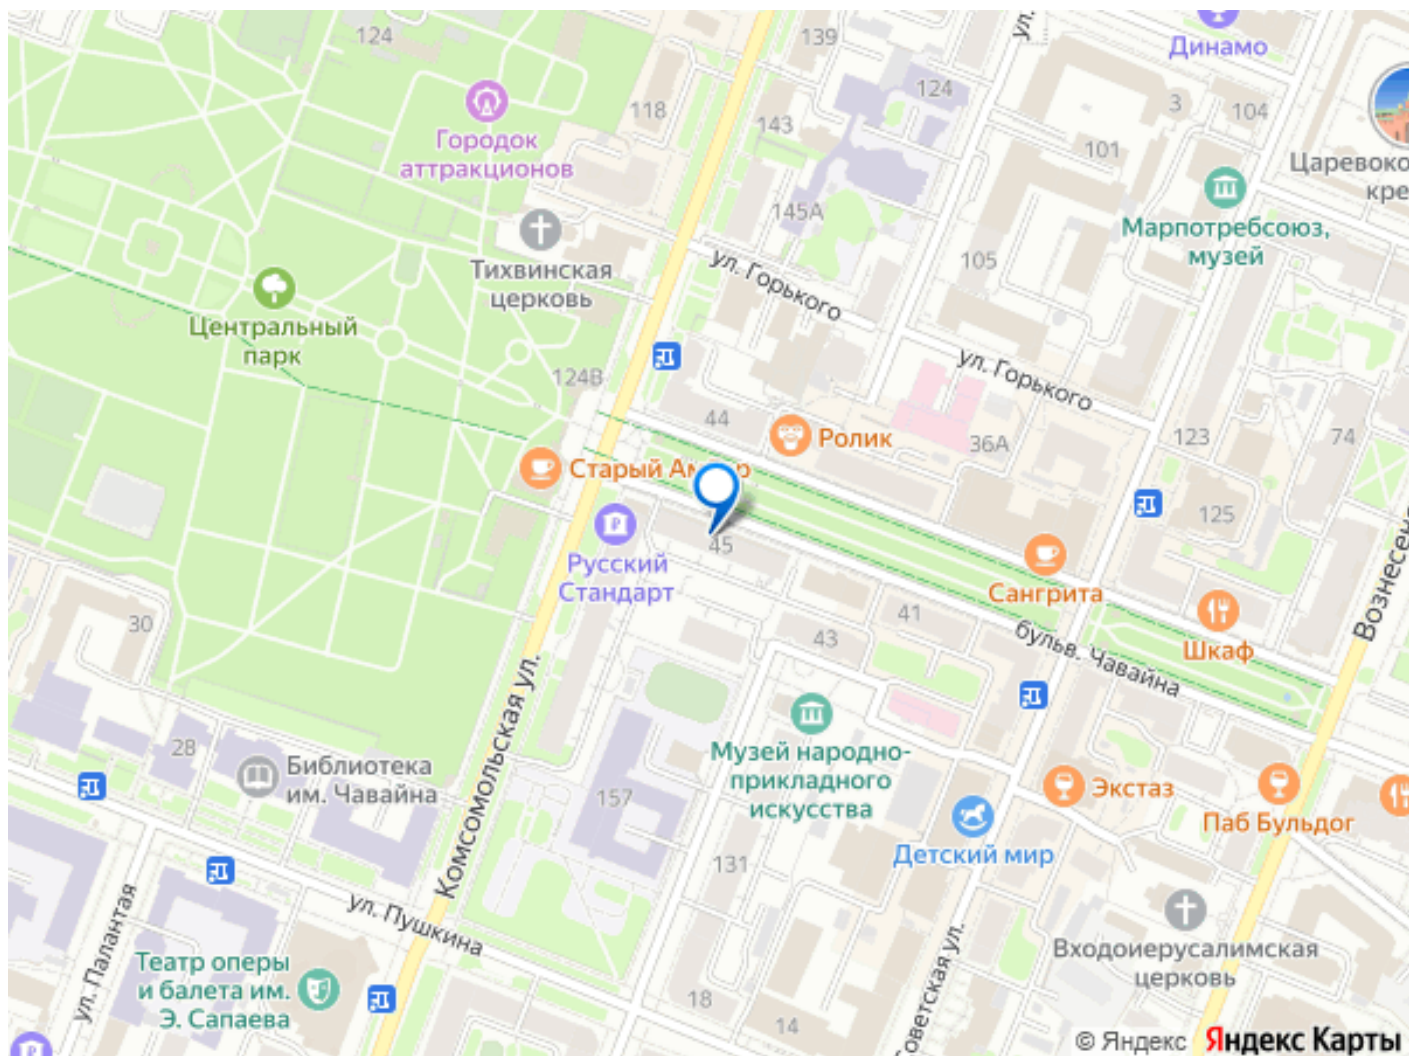 124
139
ул.
Динамо
Городок
аттракционов
118
143
124
3
104
101
Царевоко
кре
145А
Марпотребсоюз,
музей
Тихвинская
церковь
ул. Горького
105
Центральный
парк
124В
ул. Горького
44
Ролик
36А
123
74
Старый
125
45
Русский
Стандарт
Сангрита
Шкаф
Вознесенс
30
41
43
бульв. Чавайна
Комсомольская ул.
28
Библиотека
им. Чавайна
Музей народно-
прикладного
искусства
157
Экстаз
Паб Бульдог
Детский мир
131
ул. Палантая
ул. Пушкина
Театр оперы
и балета им.
Э. Сапаева
Входоиерусалимская
церковь
18
14
Советская ул.
© Яндекс Яндекс Карты